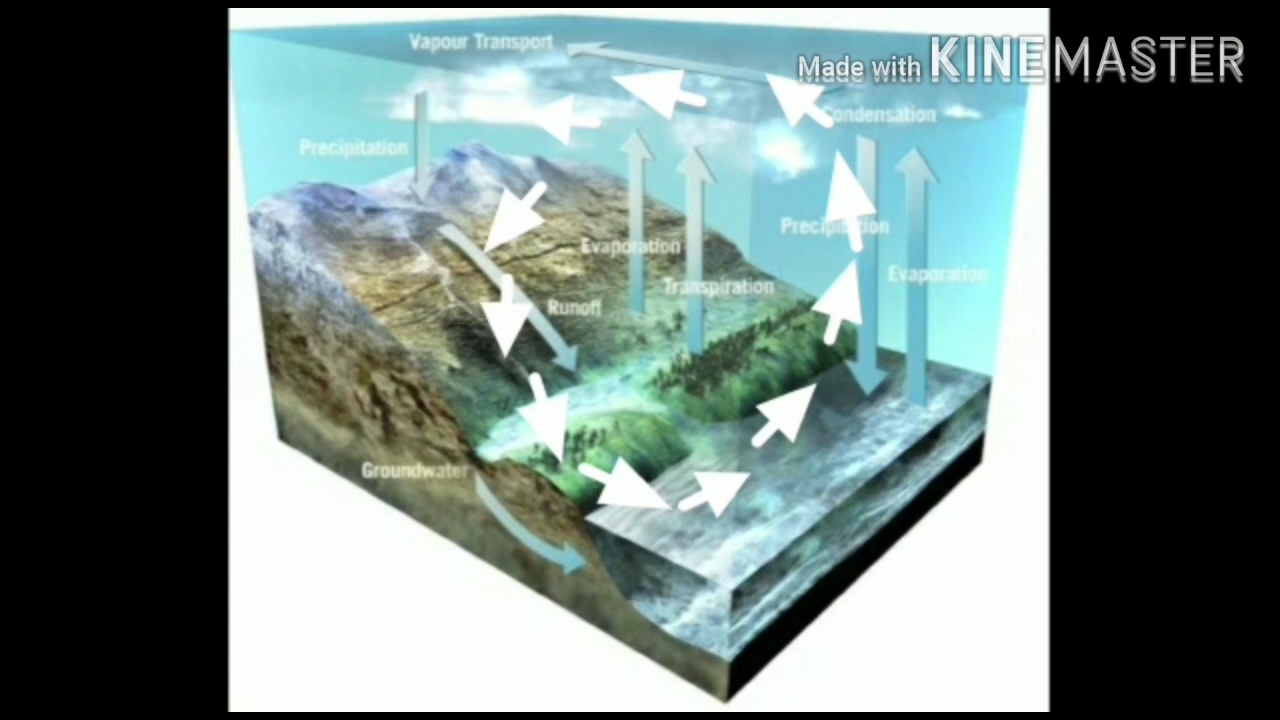 Vapour Transport
Made with KINEMASTER
Condensation
Precipitation
Precipitation
Evaporation
Evaporation
Transpiration
Runoff
Groundwater